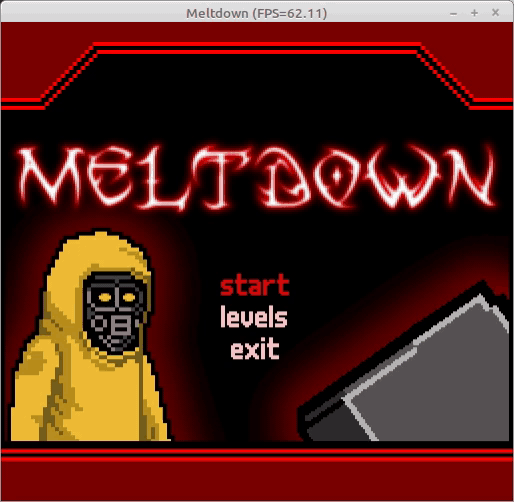 Meltdown (FPS=62.11)
MELTDOWN
start
levels
exit